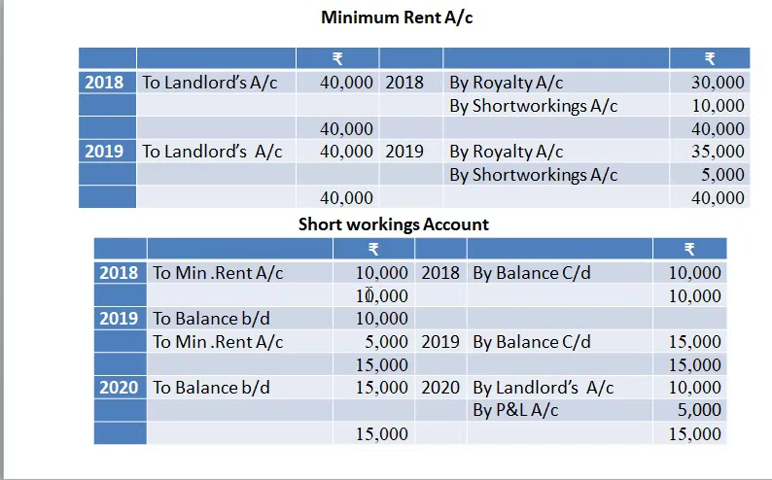 Minimum Rent A/c
₹ ₹
2018 To Landlord's A/c 40,000 2018 By Royalty A/c 30,000
By Shortworkings A/c 10,000
40,000 40,000
2019 To Landlord's A/c 40,000 2019 By Royalty A/c 35,000
By Shortworkings A/c 5,000
40,000 40,000
Short workings Account
₹ ₹
2018 To Min .Rent A/c 10,000 2018 By Balance C/d 10,000
10,000 10,000
2019 To Balance b/d 10,000
To Min .Rent A/c 5,000 2019 By Balance C/d 15,000
15,000 15,000
2020 To Balance b/d 15,000 2020 By Landlord's A/c 10,000
By P&L A/c 5,000
15,000 15,000